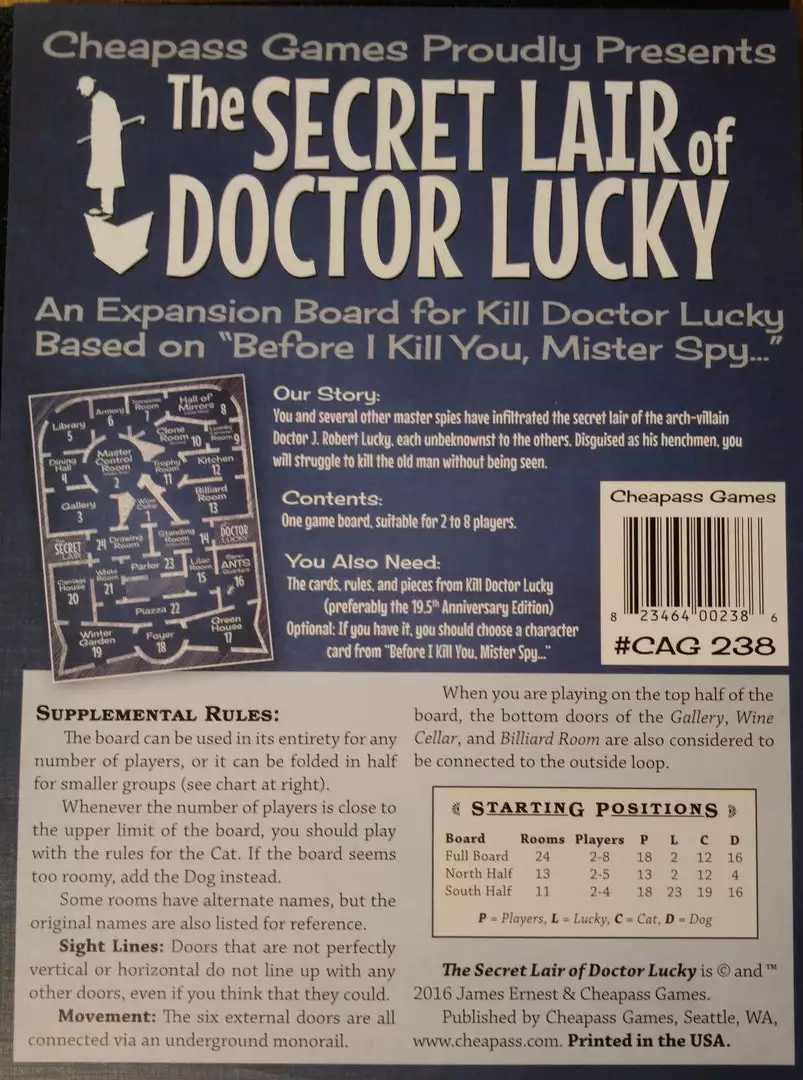 Cheapass Games Proudly Presents
The SECRET LAIR of
DOCTOR LUCKY
An Expansion Board for Kill Doctor Lucky
Based on "Before I Kill You, Mister Spy..."
Hall of
Mirrors
8
Armory
6
Room
7
Library
5
Clone
Room
10
Room 9
Dining
Hall
4
Master
Control
Room
2
Trophy
Room
11
Kitchen
12
Billiard
Room
13
Gallery
3
Wine
Cellar
1
The
SECRET
LAIR
24 Drawing
Room
Standing
Room
14
DOCTOR
LUCKY
Carriage
House
20
White
Room
21
Parlor 23
Lilac
Room
15
Serv-
ANTS
Quarters
16
Piazza 22
Winter
Garden
19
Foyer
18
Green
House
17
Our Story:
You and several other master spies have infiltrated the secret lair of the arch-villain
Doctor J. Robert Lucky, each unbeknownst to the others. Disguised as his henchmen, you
will struggle to kill the old man without being seen.
Contents:
One game board, suitable for 2 to 8 players.
You Also Need:
The cards, rules, and pieces from Kill Doctor Lucky
(preferably the 19.5th Anniversary Edition)
Optional: If you have it, you should choose a character
card from "Before I Kill You, Mister Spy..."
Cheapass Games
8 23464 00238 6
#CAG 238
SUPPLEMENTAL RULES:
The board can be used in its entirety for any
number of players, or it can be folded in half
for smaller groups (see chart at right).
Whenever the number of players is close to
the upper limit of the board, you should play
with the rules for the Cat. If the board seems
too roomy, add the Dog instead.
Some rooms have alternate names, but the
original names are also listed for reference.
Sight Lines: Doors that are not perfectly
vertical or horizontal do not line up with any
other doors, even if you think that they could.
Movement: The six external doors are all
connected via an underground monorail.
When you are playing on the top half of the
board, the bottom doors of the Gallery, Wine
Cellar, and Billiard Room are also considered to
be connected to the outside loop.
STARTING POSITIONS
Board Rooms Players P L C D
Full Board 24 2-8 18 2 12 16
North Half 13 2-5 13 2 12 4
South Half 11 2-4 18 23 19 16
P = Players, L = Lucky, C = Cat, D = Dog
The Secret Lair of Doctor Lucky is © and ™
2016 James Ernest & Cheapass Games.
Published by Cheapass Games, Seattle, WA,
www.cheapass.com. Printed in the USA.